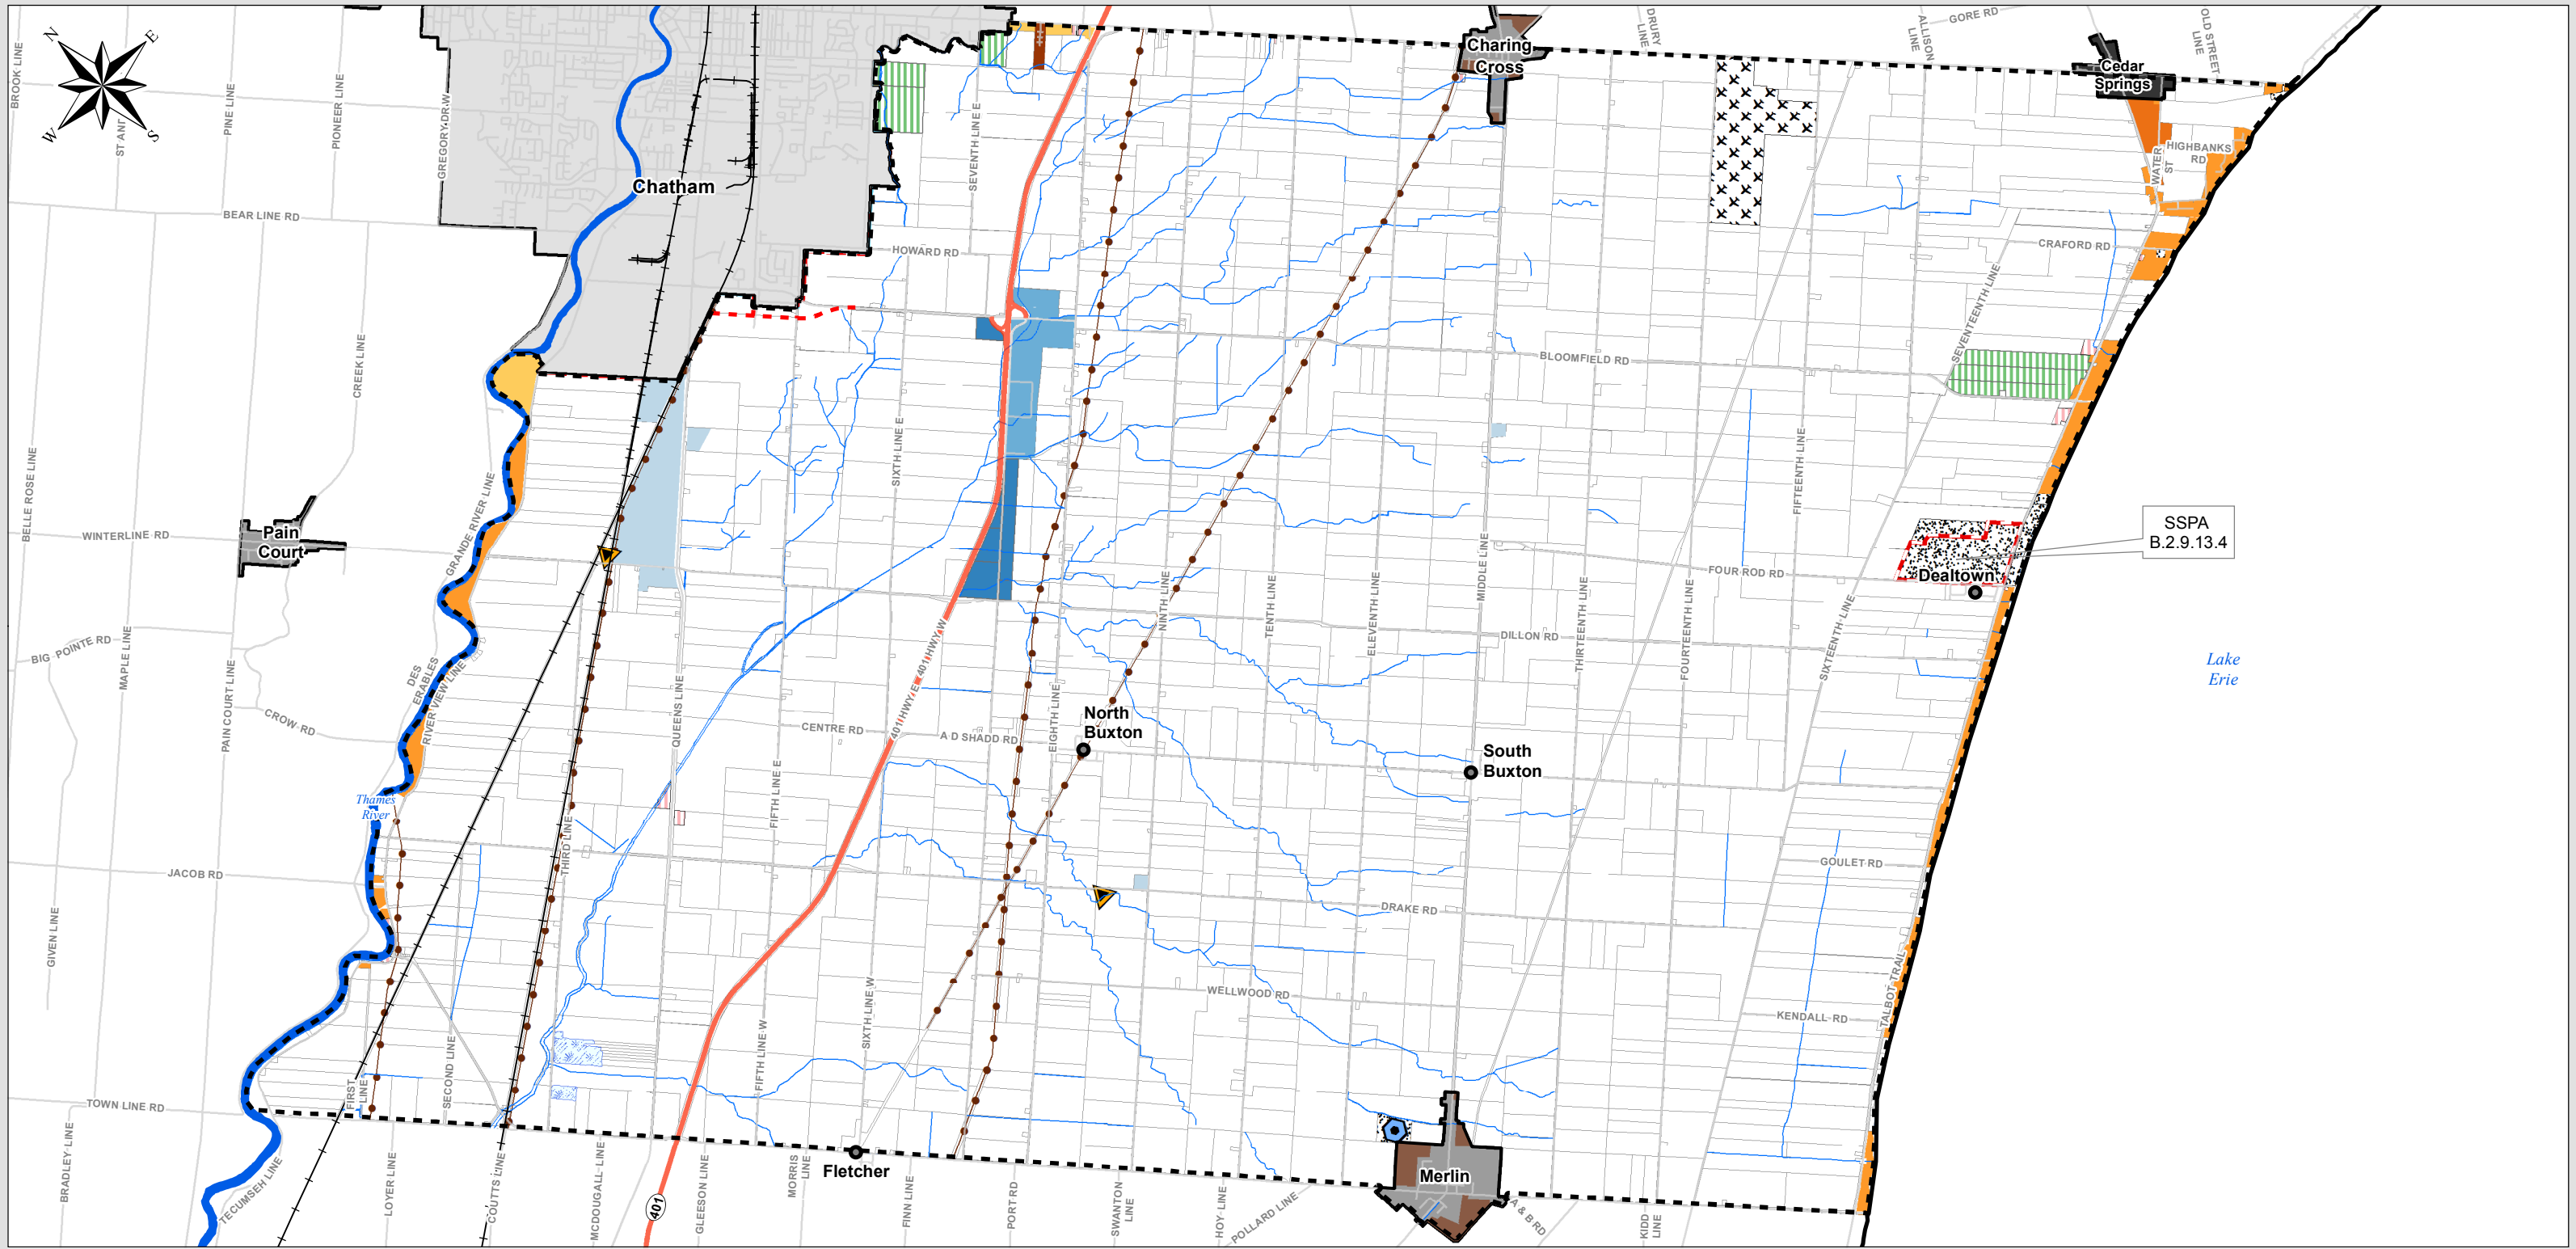 N
E
W
S
BROOK LINE
ST ANT
PINE LINE
PIONEER LINE
GREGORY DR W
BEAR LINE RD
Chatham
SEVENTH LINE E
HOWARD RD
Charing
Cross
DRURY
LINE
ALLISON
LINE
GORE RD
OLD STREET
LINE
Cedar
Springs
HIGHBANKS
RD
WATER
ST
CRAFORD RD
SEVENTEENTH LINE
BLOOMFIELD RD
CREEK LINE
BELLE ROSE LINE
WINTERLINE RD
Pain
Court
GRANDE RIVER LINE
SIXTH LINE E
FIFTEENTH LINE
SSPA
B.2.9.13.4
Dealtown
FOUR ROD RD
MIDDLE LINE
NINTH LINE
TENTH LINE
ELEVENTH LINE
DILLON RD
THIRTEENTH LINE
FOURTEENTH LINE
SIXTEENTH LINE
Lake
Erie
BIG POINTE RD
MAPLE LINE
PAIN COURT LINE
CROW RD
DES
ERABLES
RIVER VIEW LINE
QUEENS LINE
CENTRE RD
401 HWY E
401 HWY W
A D SHADD RD
EIGHTH LINE
North
Buxton
South
Buxton
Thames
River
FIFTH LINE E
THIRD LINE
JACOB RD
GIVEN LINE
GOULET RD
DRAKE RD
WELLWOOD RD
SIXTH LINE W
TALBOT TRAIL
KENDALL RD
FIFTH LINE W
SECOND LINE
FIRST
LINE
TOWN LINE RD
BRADLEY LINE
TECUMSEH LINE
LOYER LINE
COUTTS LINE
MCDOUGALL LINE
401
GLEESON LINE
MORRIS
LINE
Fletcher
FINN LINE
PORT RD
SWANTON
LINE
HOY LINE
POLLARD LINE
Merlin
A & B RD
KIDD
LINE